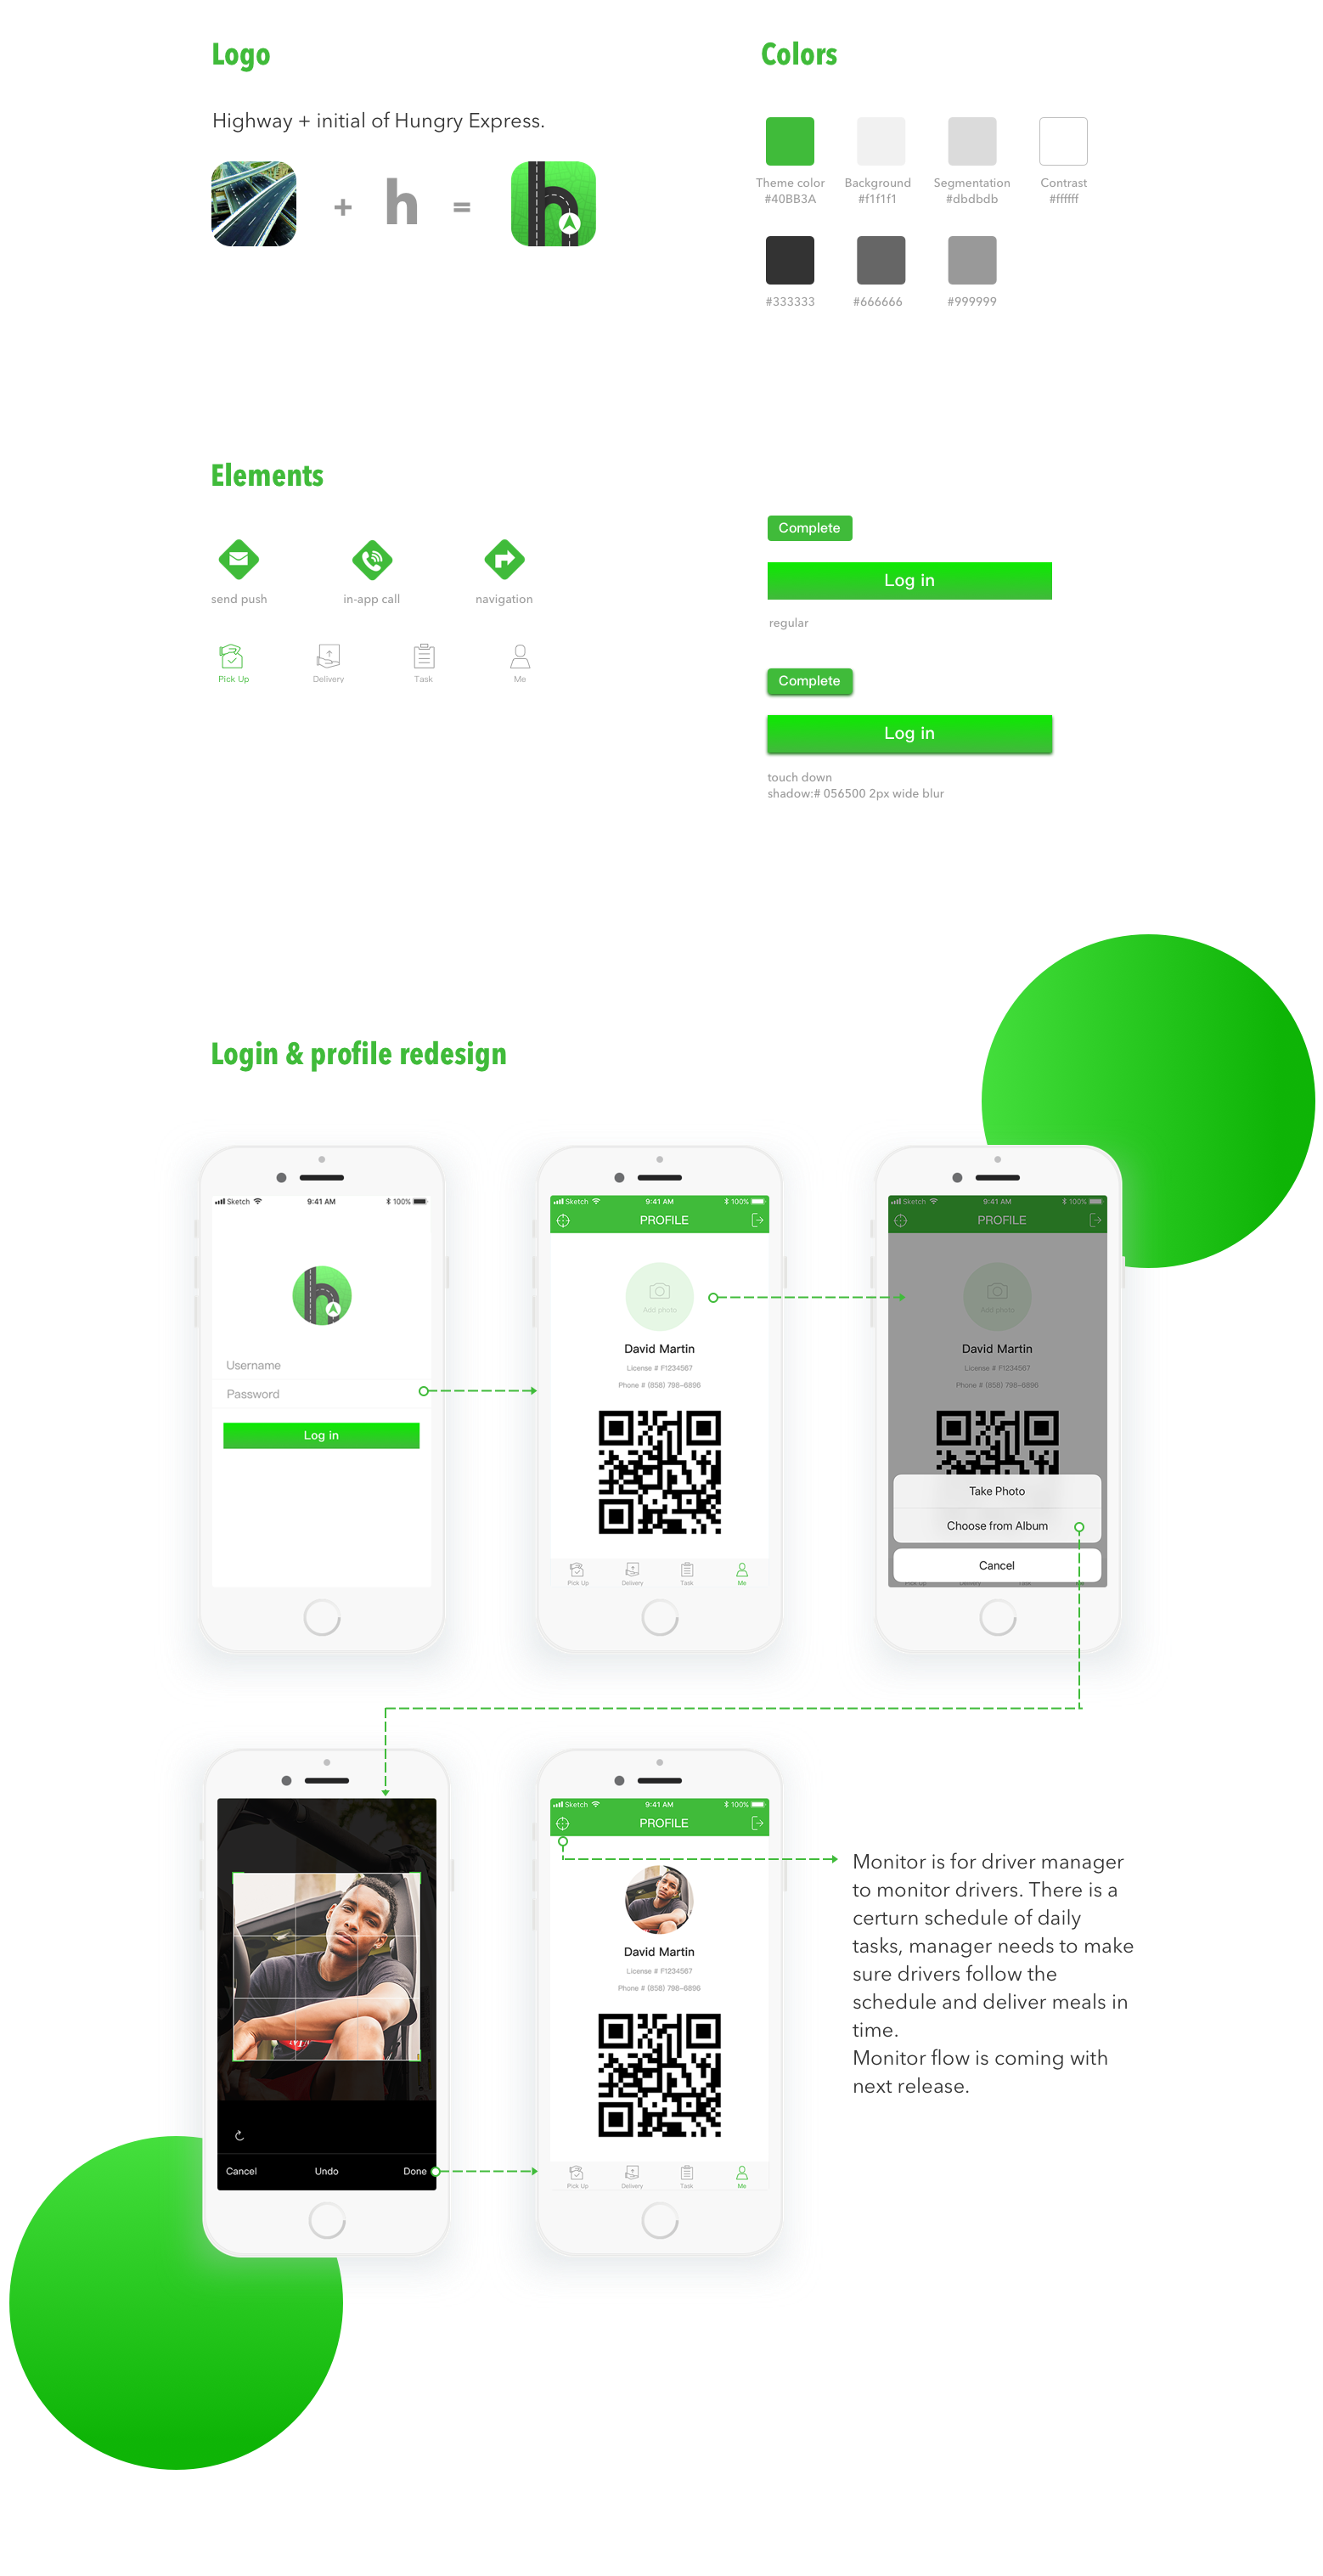 Logo
Highway + initial of Hungry Express.
+ h =
Colors
Theme color
#40BB3A
Background
#f1f1f1
Segmentation
#dbdbdb
Contrast
#ffffff
#333333
#666666
#999999
Elements
send push
in-app call
navigation
Pick Up
Delivery
Task
Me
Complete
Log in
regular
Complete
Log in
touch down
shadow:# 056500 2px wide blur
Login & profile redesign
Sketch 9:41 AM 100%
Username
Password
Log in
Sketch 9:41 AM 100%
PROFILE
Add photo
David Martin
License # F1234567
Phone # (858) 798-6896
Pick Up Delivery Task Me
Sketch 9:41 AM 100%
PROFILE
Add photo
David Martin
License # F1234567
Phone # (858) 798-6896
Take Photo
Choose from Album
Cancel
Pick Up Delivery Task
Cancel Undo Done
Sketch 9:41 AM 100%
PROFILE
David Martin
License # F1234567
Phone # (858) 798-6896
Pick Up Delivery Task Me
Monitor is for driver manager
to monitor drivers. There is a
certurn schedule of daily
tasks, manager needs to make
sure drivers follow the
schedule and deliver meals in
time.
Monitor flow is coming with
next release.